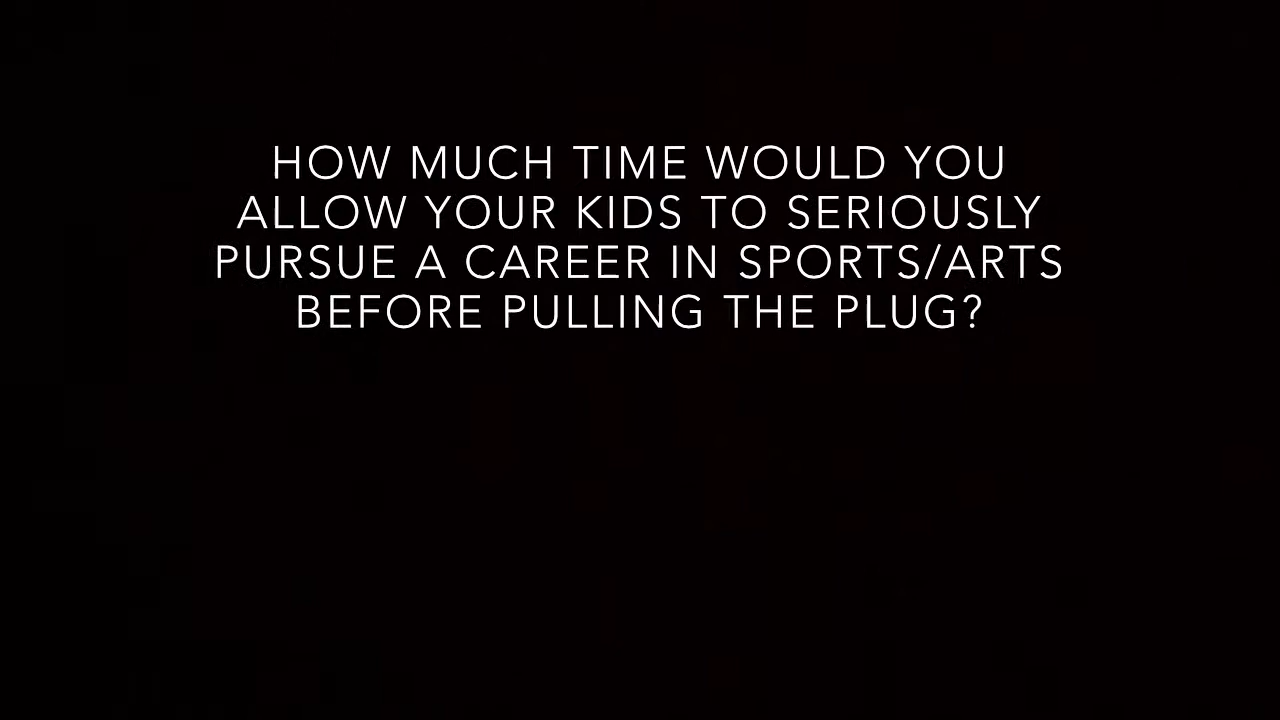 HOW MUCH TIME WOULD YOU
ALLOW YOUR KIDS TO SERIOUSLY
PURSUE A CAREER IN SPORTS/ARTS
BEFORE PULLING THE PLUG?